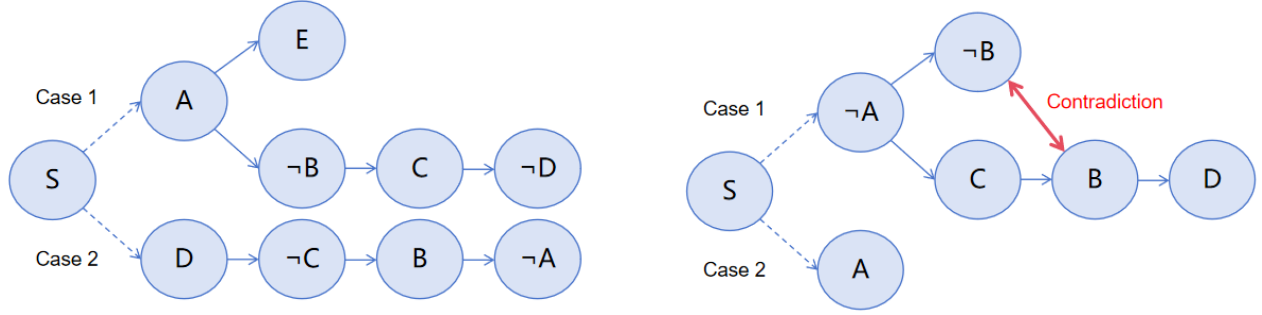 E
Case 1
A
S
¬B
C
¬D
Case 2
D
¬C
B
¬A
¬B
Case 1
¬A
Contradiction
S
C
B
D
Case 2
A